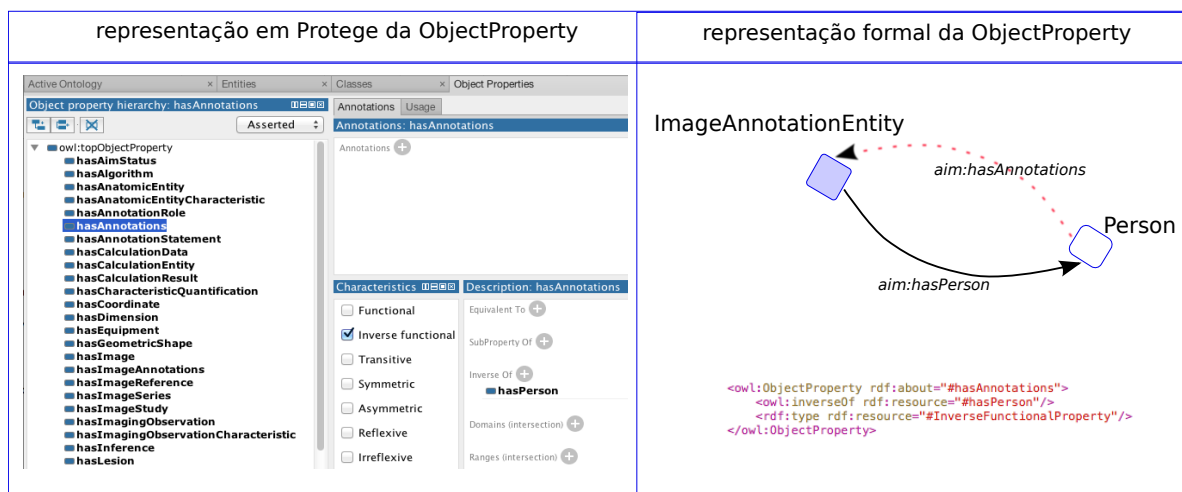 representação em Protege da ObjectProperty
Active Ontology × Entities × Classes × Object Properties
Object property hierarchy: hasAnnotations
Asserted
owl:topObjectProperty
hasAimStatus
hasAlgorithm
hasAnatomicEntity
hasAnatomicEntityCharacteristic
hasAnnotationRole
hasAnnotations
hasAnnotationStatement
hasCalculationData
hasCalculationEntity
hasCalculationResult
hasCharacteristicQuantification
hasCoordinate
hasDimension
hasEquipment
hasGeometricShape
hasImage
hasImageAnnotations
hasImageReference
hasImageSeries
hasImageStudy
hasImagingObservation
hasImagingObservationCharacteristic
hasInference
hasLesion
Annotations Usage
Annotations: hasAnnotations
Annotations
Characteristics
Functional
Inverse functional
Transitive
Symmetric
Asymmetric
Reflexive
Irreflexive
Description: hasAnnotations
Equivalent To
SubProperty Of
Inverse Of
hasPerson
Domains (intersection)
Ranges (intersection)
representação formal da ObjectProperty
ImageAnnotationEntity
aim:hasAnnotations
Person
aim:hasPerson
<owl:ObjectProperty rdf:about="#hasAnnotations">
<owl:inverseOf rdf:resource="#hasPerson"/>
<rdf:type rdf:resource="#InverseFunctionalProperty"/>
</owl:ObjectProperty>